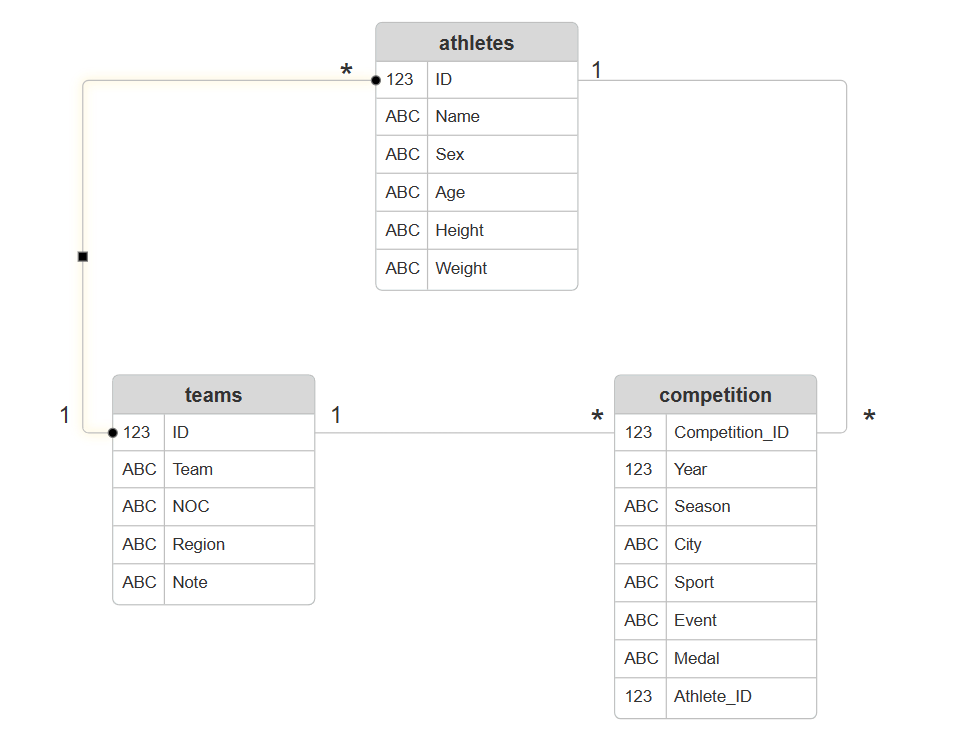 athletes
* 1
123 ID
ABC Name
ABC Sex
ABC Age
ABC Height
ABC Weight
teams
1 1
123 ID
ABC Team
ABC NOC
ABC Region
ABC Note
competition
* *
123 Competition_ID
123 Year
ABC Season
ABC City
ABC Sport
ABC Event
ABC Medal
123 Athlete_ID